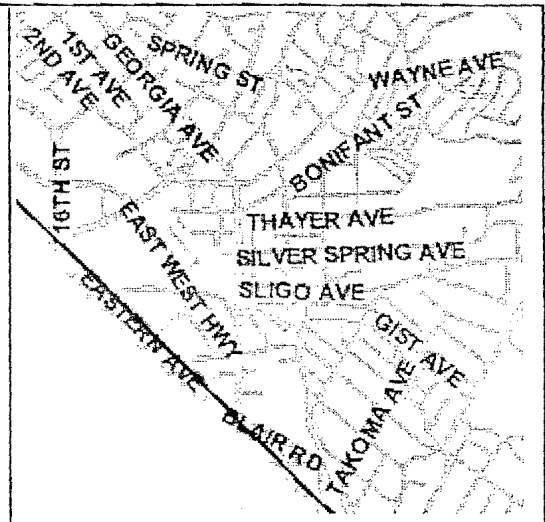 SPRING ST
GEORGIA AVE
1ST AVE
2ND AVE
WAYNE AVE
BONIFANT ST
16TH ST
EAST WEST HWY
THAYER AVE
SILVER SPRING AVE
SLIGO AVE
EASTERN AVE
GIST AVE
BLAIR RD
TAKOMA AVE